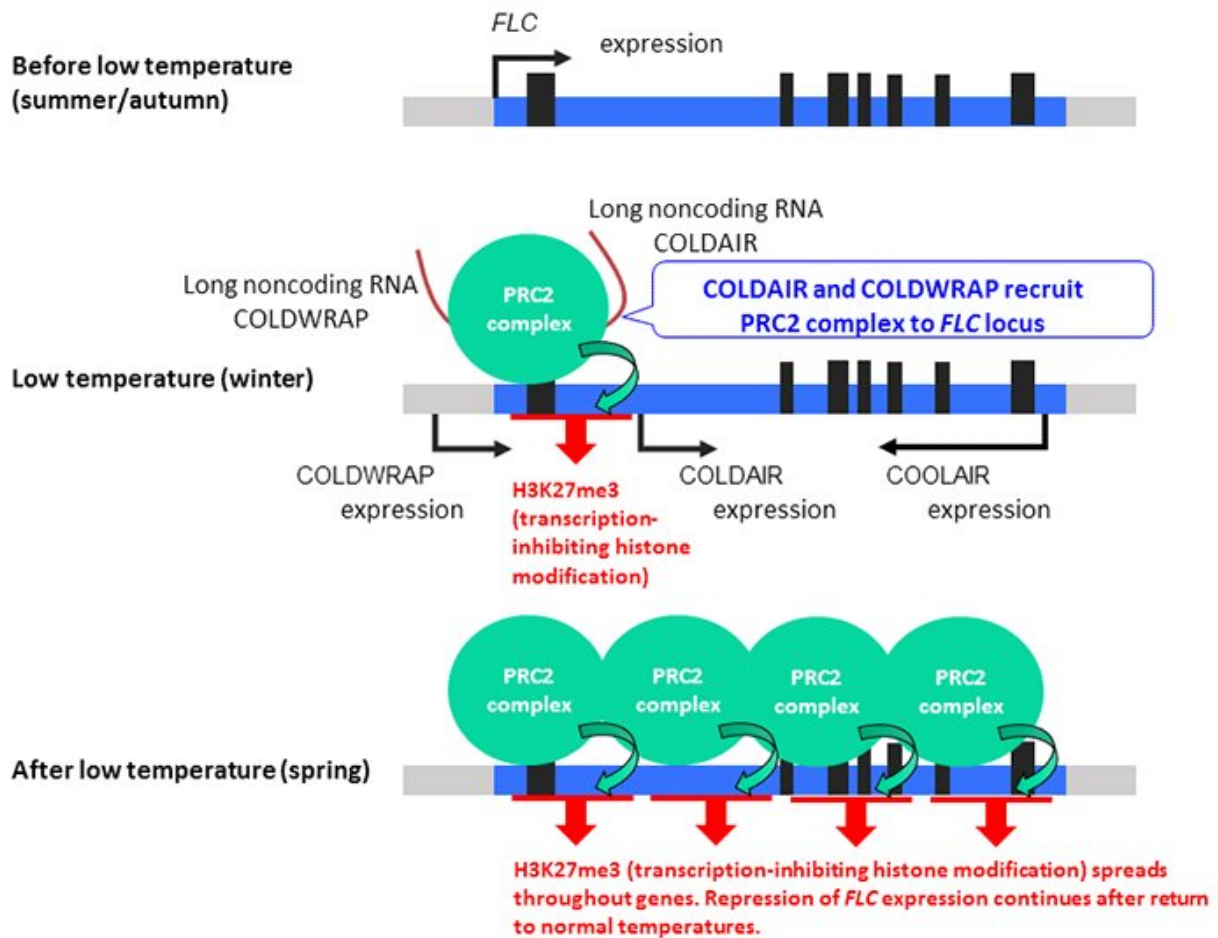 FLC
expression
Before low temperature
(summer/autumn)
Long noncoding RNA
COLDAIR
Long noncoding RNA
COLDWRAP
PRC2
complex
COLDAIR and COLDWRAP recruit
PRC2 complex to FLC locus
Low temperature (winter)
COLDWRAP
expression
COLDAIR
expression
COOLAIR
expression
H3K27me3
(transcription-
inhibiting histone
modification)
PRC2
complex
PRC2
complex
PRC2
complex
PRC2
complex
After low temperature (spring)
H3K27me3 (transcription-inhibiting histone modification) spreads
throughout genes. Repression of FLC expression continues after return
to normal temperatures.